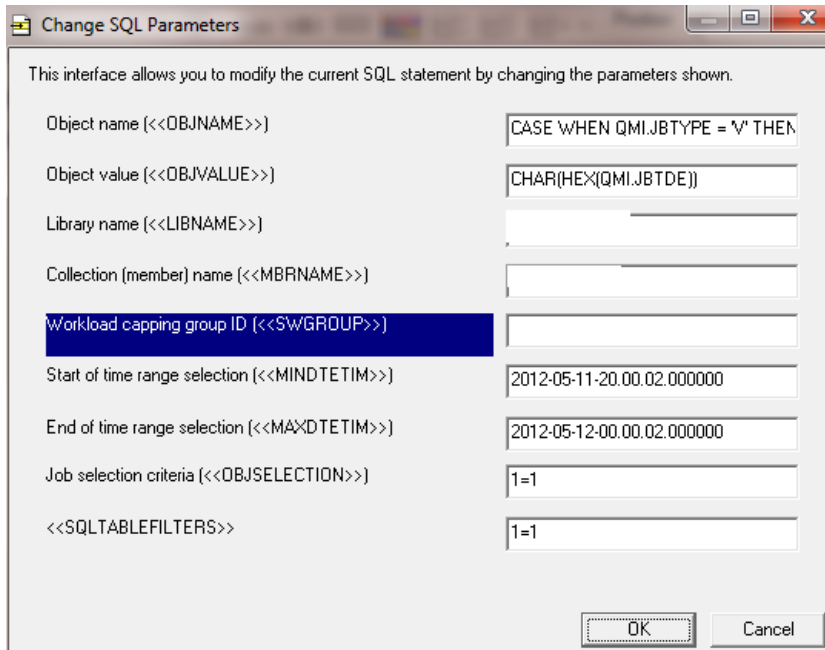 Change SQL Parameters
This interface allows you to modify the current SQL statement by changing the parameters shown.
Object name (<<OBJNAME>>) CASE WHEN QMI.JBTYPE = 'V' THEN
Object value (<<OBJVALUE>>) CHAR(HEX(QMI.JBTDE))
Library name (<<LIBNAME>>)
Collection (member) name (<<MBRNAME>>)
Workload capping group ID (<<SWGROUP>>)
Start of time range selection (<<MINDTETIM>>) 2012-05-11-20.00.02.000000
End of time range selection (<<MAXDTETIM>>) 2012-05-12-00.00.02.000000
Job selection criteria (<<OBJSELECTION>>) 1=1
<<SQLTABLEFILTERS>> 1=1
OK Cancel